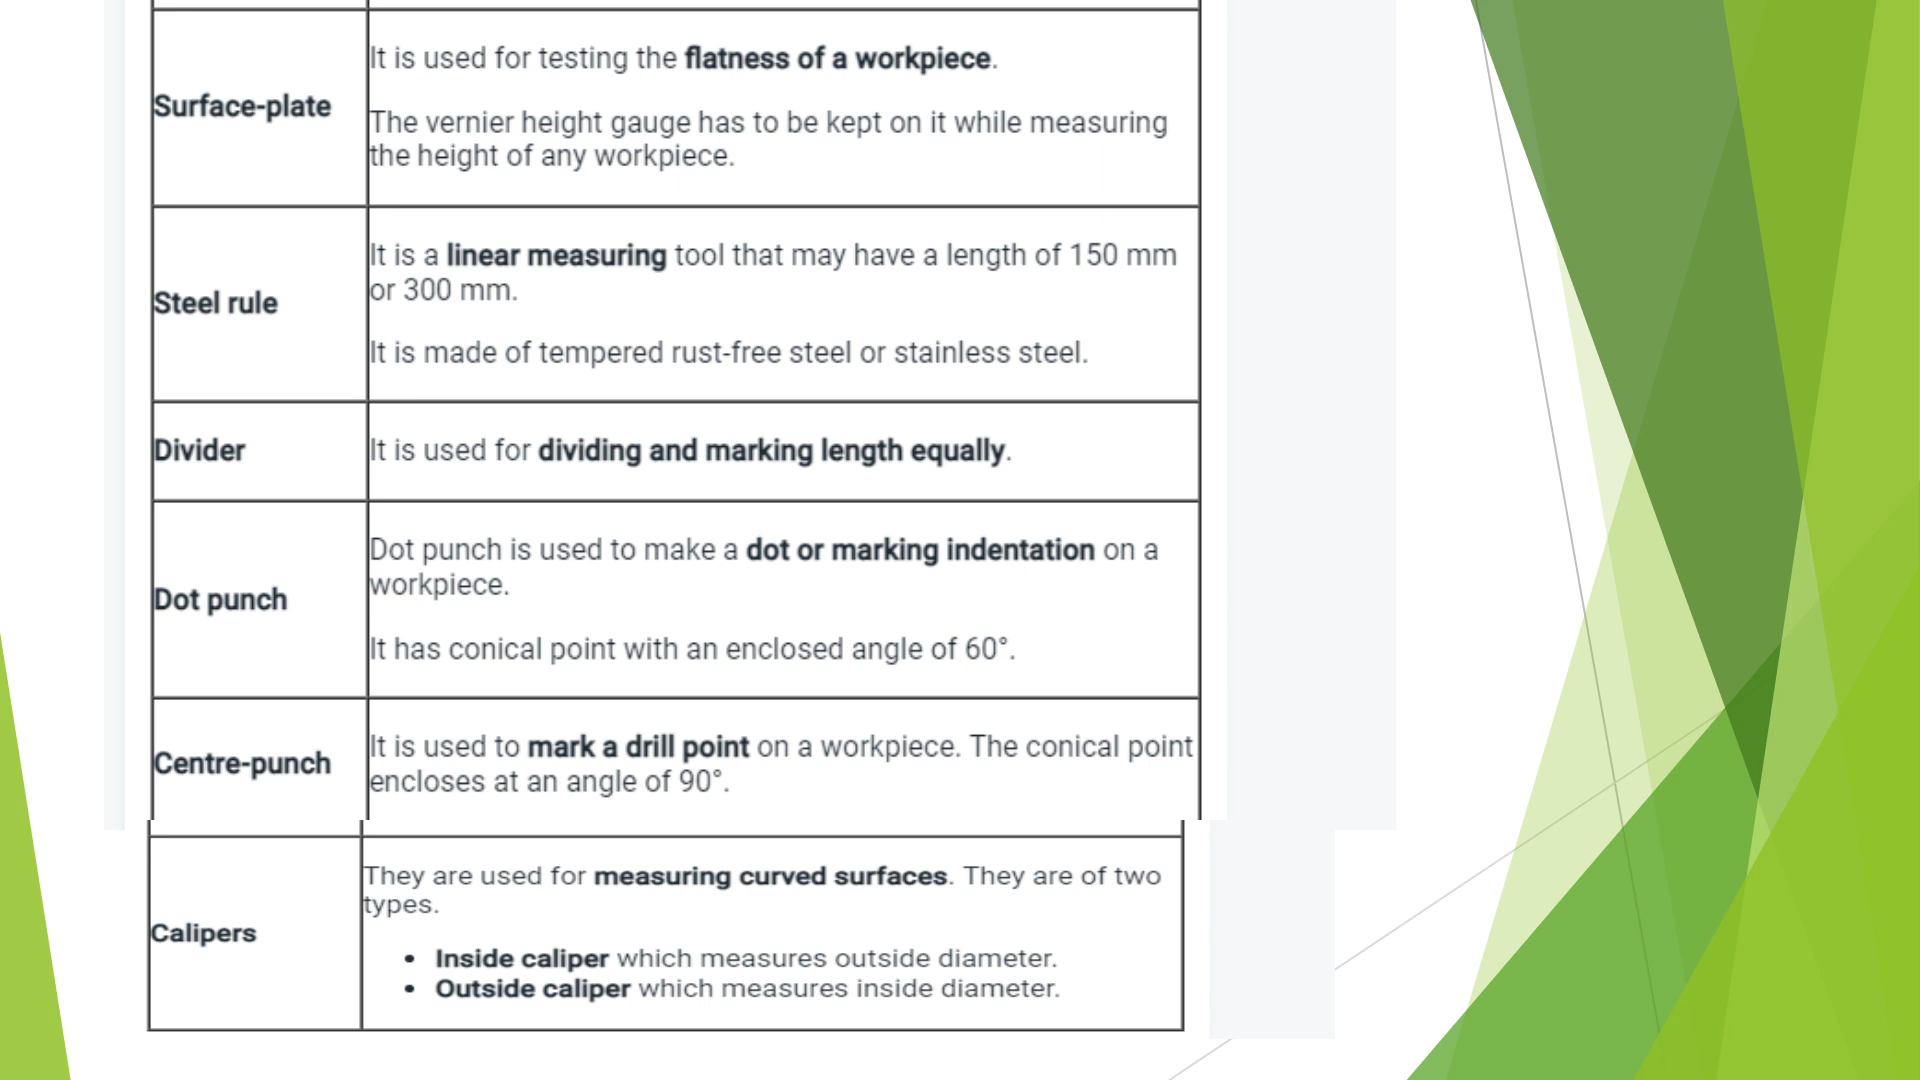 It is used for testing the flatness of a workpiece.
Surface-plate
The vernier height gauge has to be kept on it while measuring
the height of any workpiece.
It is a linear measuring tool that may have a length of 150 mm
or 300 mm.
Steel rule
It is made of tempered rust-free steel or stainless steel.
Divider
It is used for dividing and marking length equally.
Dot punch is used to make a dot or marking indentation on a
workpiece.
Dot punch
It has conical point with an enclosed angle of 60°.
It is used to mark a drill point on a workpiece. The conical point
Centre-punch
encloses at an angle of 90°.
They are used for measuring curved surfaces. They are of two
types.
Calipers
• Inside caliper which measures outside diameter.
• Outside caliper which measures inside diameter.